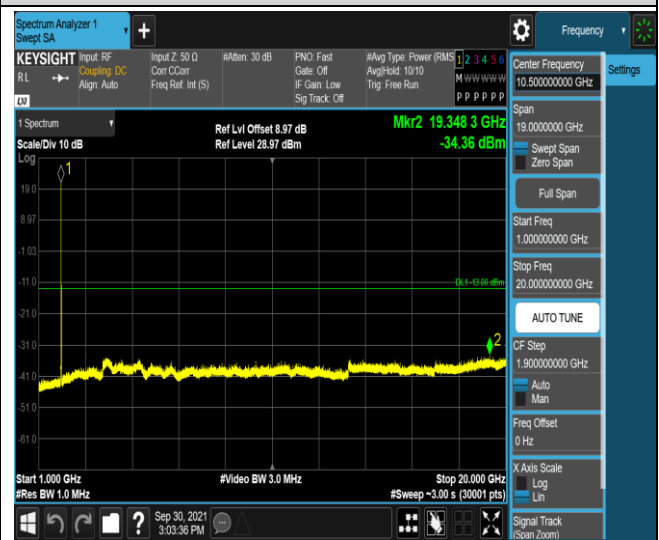 Spectrum Analyzer 1
Swept SA
+
Frequency
KEYSIGHT
RL
LXI
Input: RF
Coupling: DC
Align: Auto
Input Z: 50 Ω
Corr CCorr
Freq Ref: Int (S)
#Atten: 30 dB
PNO: Fast
Gate: Off
IF Gain: Low
Sig Track: Off
#Avg Type: Power (RMS
Avg|Hold: 10/10
Trig: Free Run
1 2 3 4 5 6
M W W W W W
P P P P P P
1 Spectrum
Scale/Div 10 dB
Ref Lvl Offset 8.97 dB
Ref Level 28.97 dBm
Mkr2 19.348 3 GHz
-34.36 dBm
Log
19.0
8.97
-1.03
-11.0
-21.0
-31.0
-41.0
-51.0
-61.0
1
DL1 -13.00 dBm
2
Start 1.000 GHz
#Res BW 1.0 MHz
#Video BW 3.0 MHz
Stop 20.000 GHz
#Sweep ~3.00 s (30001 pts)
Sep 30, 2021
3:03:36 PM
?
Center Frequency
10.500000000 GHz
Span
19.0000000 GHz
Swept Span
Zero Span
Full Span
Start Freq
1.000000000 GHz
Stop Freq
20.000000000 GHz
AUTO TUNE
CF Step
1.900000000 GHz
Auto
Man
Freq Offset
0 Hz
X Axis Scale
Log
Lin
Signal Track
(Span Zoom)
Settings